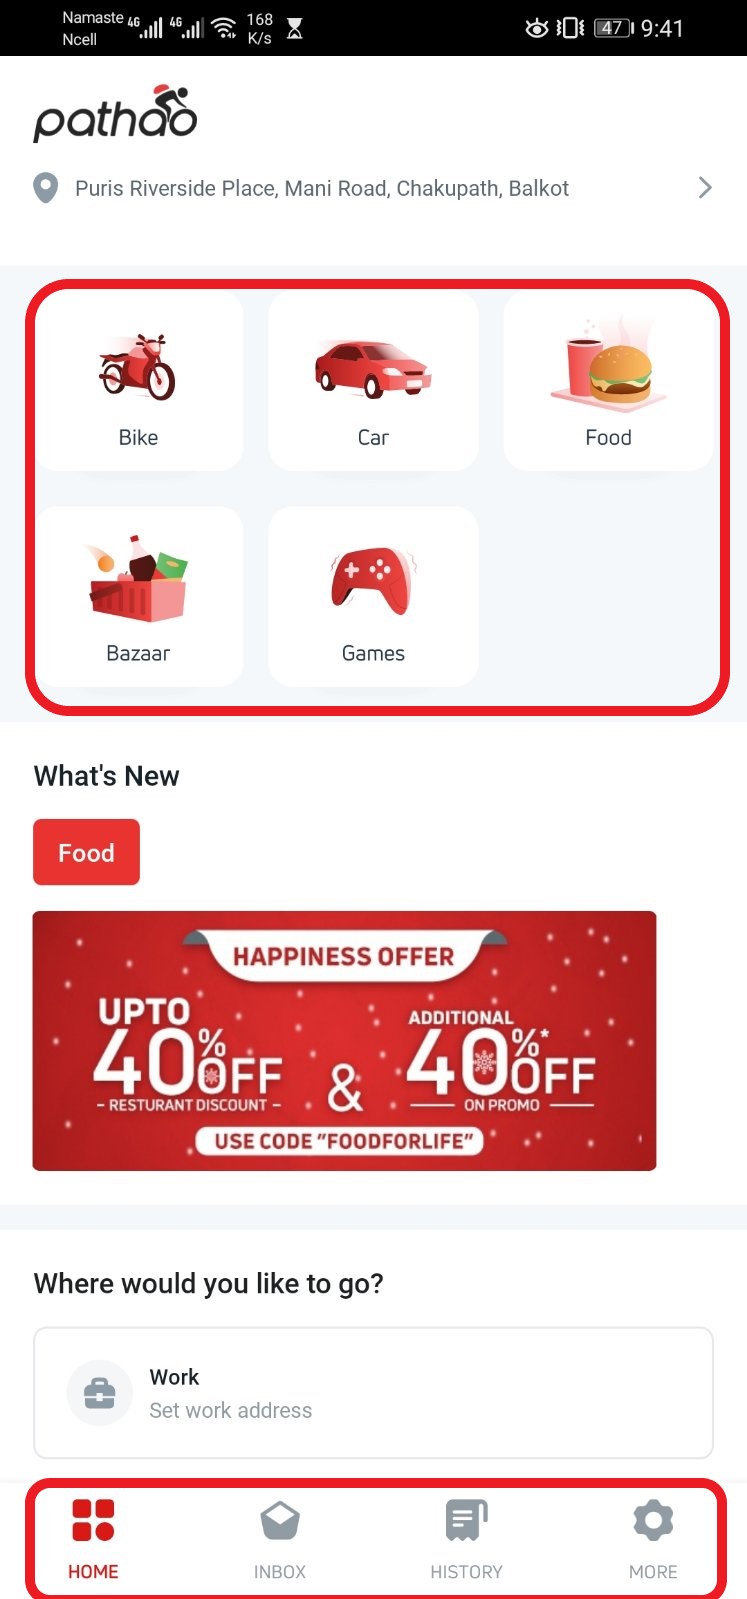 Namaste 4G 4G 168 47 9:41
Ncell K/s
pathao
Puris Riverside Place, Mani Road, Chakupath, Balkot
Bike Car Food
Bazaar Games
What's New
Food
HAPPINESS OFFER
UPTO
40% OFF
- RESTURANT DISCOUNT -
&
ADDITIONAL
40%* OFF
ON PROMO
USE CODE "FOODFORLIFE"
Where would you like to go?
Work
Set work address
HOME INBOX HISTORY MORE